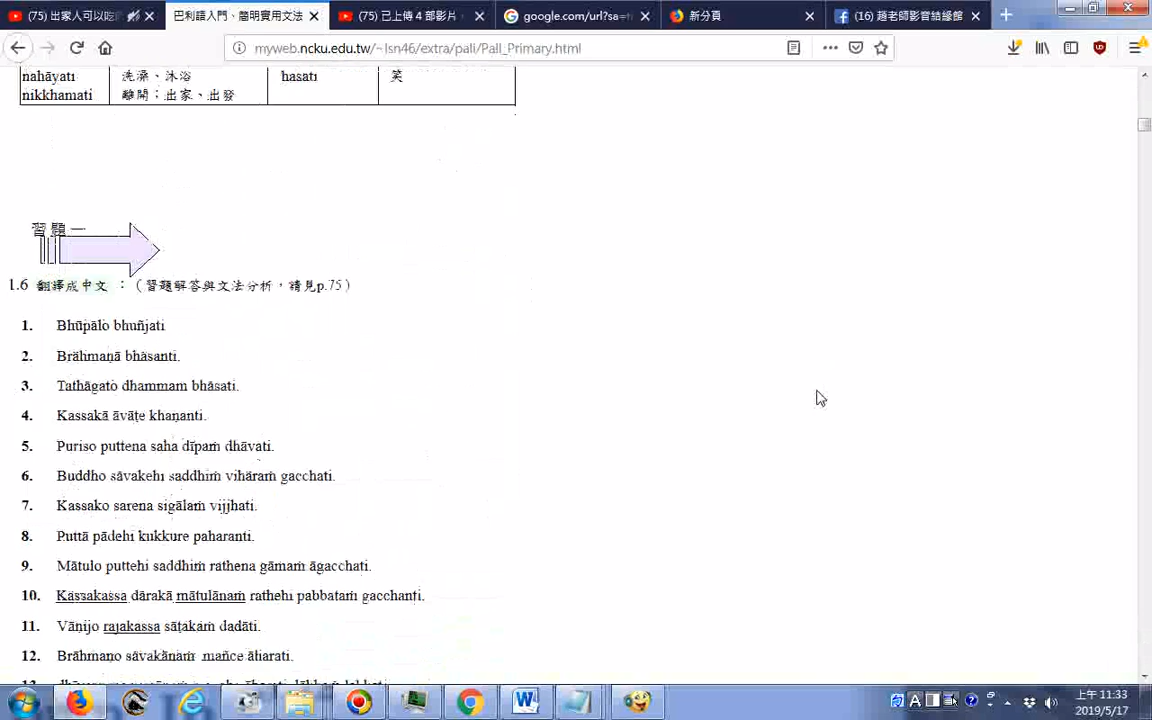 (75) 出家人可以吃
巴利語入門、簡明實用文法
(75) 已上傳 4 部影片
google.com/url?sa=t
新分頁
(16) 趙老師影音結緣館
myweb.ncku.edu.tw/~lsn46/extra/pali/Pali_Primary.html
nahāyati 洗澡、沐浴 hasati 笑
nikkhamati 離開；出家、出發
習題一
1.6 翻譯成中文 ：（習題解答與文法分析，請見p.75）
1. Bhūpālo bhuñjati
2. Brāhmaṇā bhāsanti.
3. Tathāgato dhammaṁ bhāsati.
4. Kassakā āvāṭe khaṇanti.
5. Puriso puttena saha dīpaṁ dhāvati.
6. Buddho sāvakehi saddhiṁ vihāraṁ gacchati.
7. Kassako sarena sigālaṁ vijjhati.
8. Puttā pādehi kukkure paharanti.
9. Mātulo puttehi saddhiṁ rathena gāmaṁ āgacchati.
10. Kassakassa dārakā mātulānaṁ rathehi pabbataṁ gacchanti.
11. Vāṇijo rajakassa sāṭakaṁ dadāti.
12. Brāhmaṇo sāvakānaṁ mañce āharati.
上午 11:33
2019/5/17